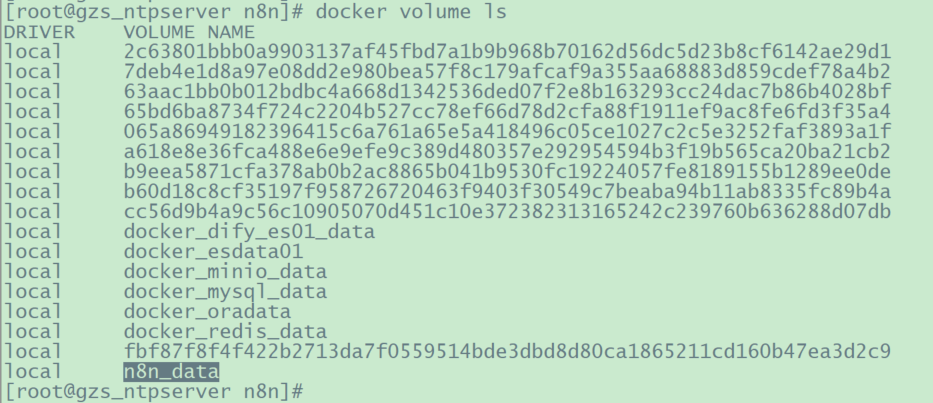 [root@gzs_ntpserver n8n]# docker volume ls
DRIVER    VOLUME NAME
local     2c63801bbb0a9903137af45fbd7a1b9b968b70162d56dc5d23b8cf6142ae29d1
local     7deb4e1d8a97e08dd2e980bea57f8c179afcaf9a355aa68883d859cdef78a4b2
local     63aac1bb0b012bdbc4a668d1342536ded07f2e8b163293cc24dac7b86b4028bf
local     65bd6ba8734f724c2204b527cc78ef66d78d2cfa88f1911ef9ac8fe6fd3f35a4
local     065a86949182396415c6a761a65e5a418496c05ce1027c2c5e3252faf3893a1f
local     a618e8e36fca488e6e9efe9c389d480357e292954594b3f19b565ca20ba21cb2
local     b9eea5871cfa378ab0b2ac8865b041b9530fc19224057fe8189155b1289ee0de
local     b60d18c8cf35197f958726720463f9403f30549c7beaba94b11ab8335fc89b4a
local     cc56d9b4a9c56c10905070d451c10e372382313165242c239760b636288d07db
local     docker_dify_es01_data
local     docker_esdata01
local     docker_minio_data
local     docker_mysql_data
local     docker_oradata
local     docker_redis_data
local     fbf87f8f4f422b2713da7f0559514bde3dbd8d80ca1865211cd160b47ea3d2c9
local     n8n_data
[root@gzs_ntpserver n8n]#